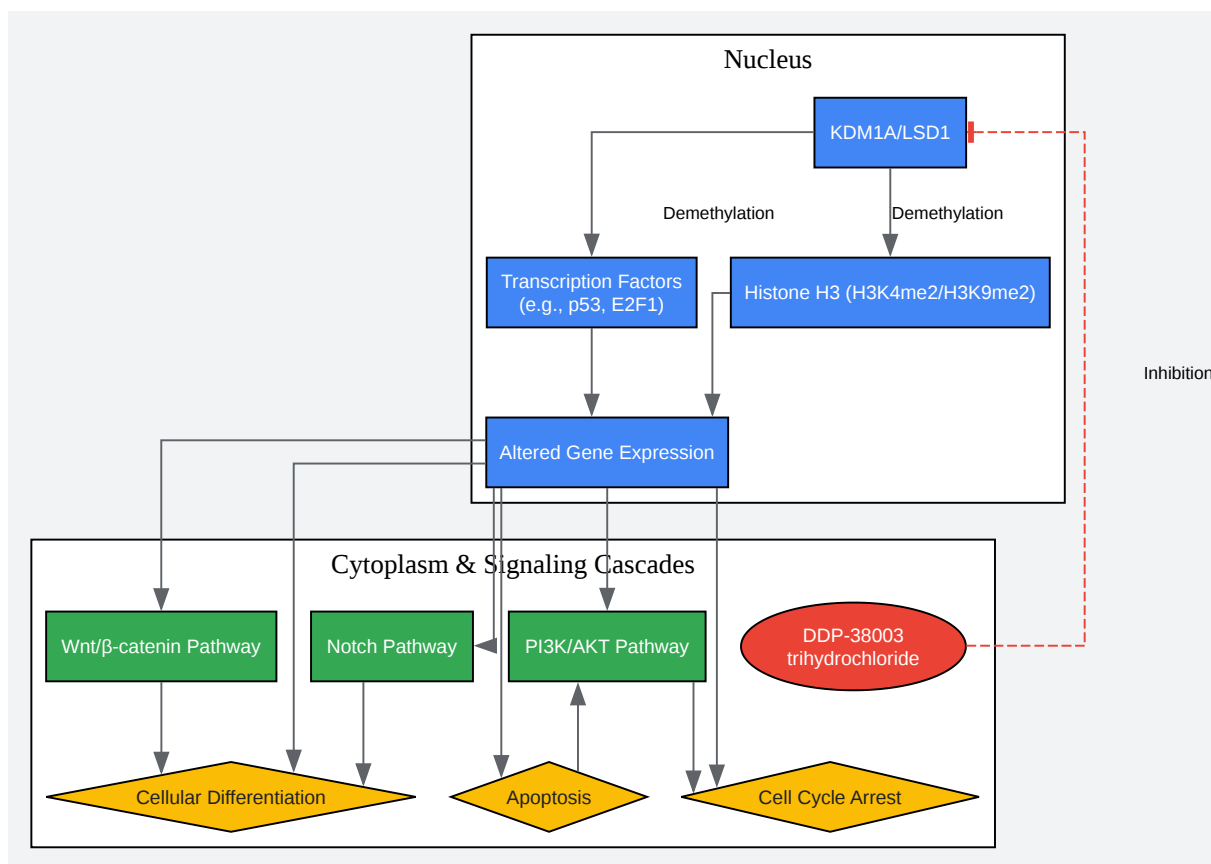 Nucleus
KDM1A/LSD1
Demethylation
Demethylation
Transcription Factors
(e.g., p53, E2F1)
Histone H3 (H3K4me2/H3K9me2)
Inhibition
Altered Gene Expression
Cytoplasm & Signaling Cascades
Wnt/β-catenin Pathway
Notch Pathway
PI3K/AKT Pathway
DDP-38003
trihydrochloride
Cellular Differentiation
Apoptosis
Cell Cycle Arrest